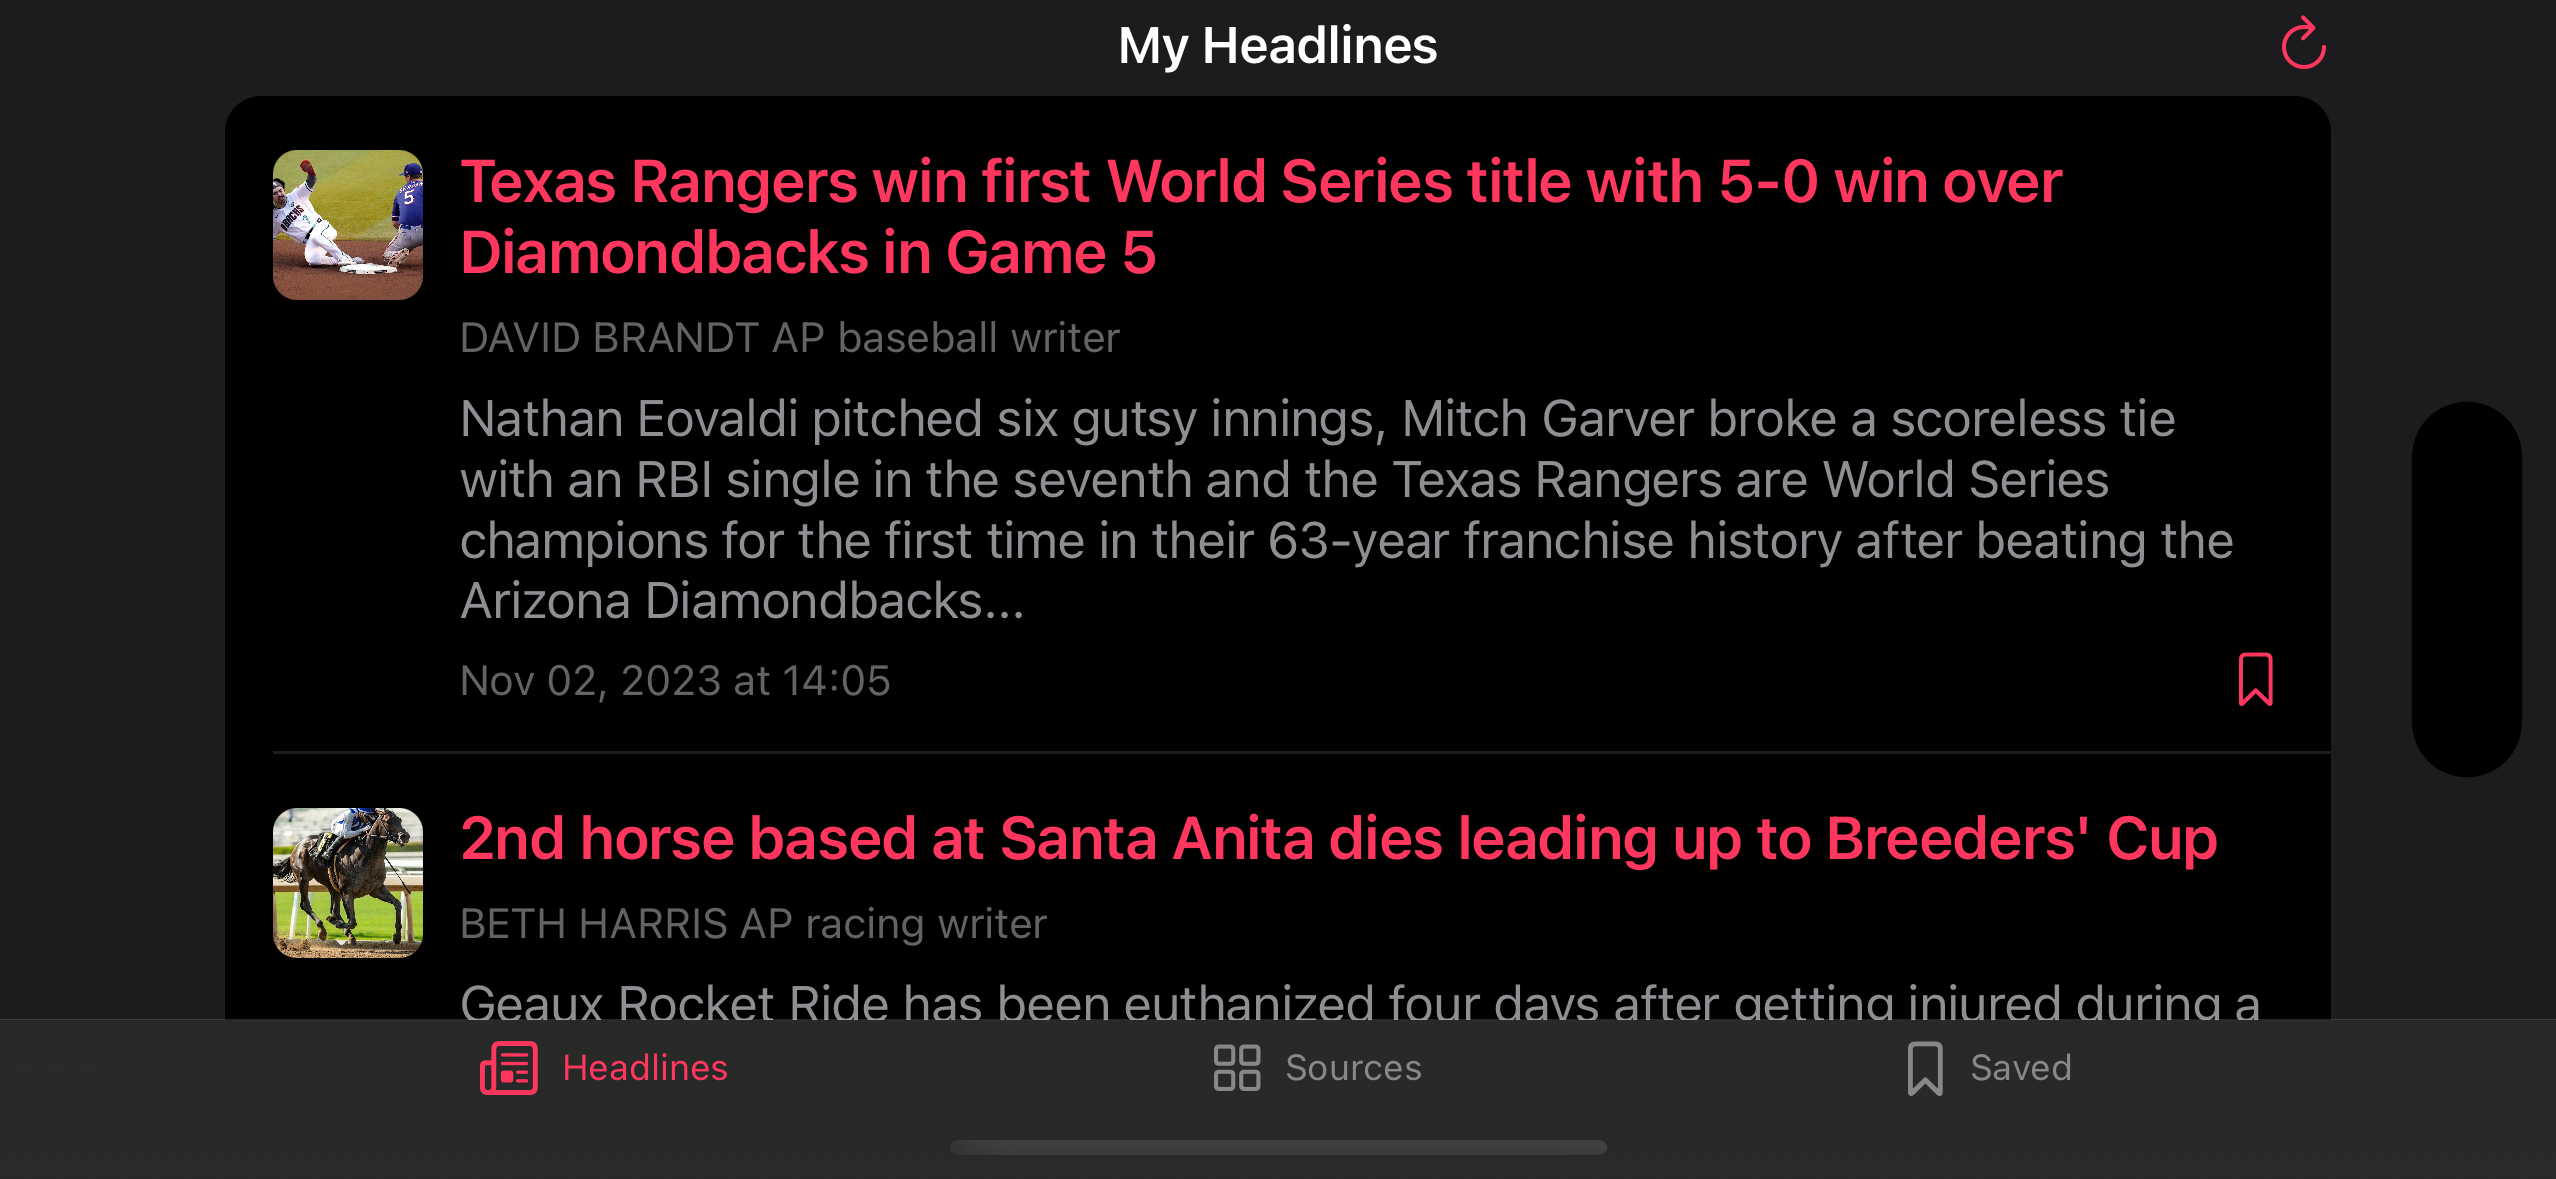 My Headlines
Texas Rangers win first World Series title with 5-0 win over
Diamondbacks in Game 5
DAVID BRANDT AP baseball writer
Nathan Eovaldi pitched six gutsy innings, Mitch Garver broke a scoreless tie
with an RBI single in the seventh and the Texas Rangers are World Series
champions for the first time in their 63-year franchise history after beating the
Arizona Diamondbacks...
Nov 02, 2023 at 14:05
2nd horse based at Santa Anita dies leading up to Breeders' Cup
BETH HARRIS AP racing writer
Geaux Rocket Ride has been euthanized four days after getting injured during a
Headlines
Sources
Saved